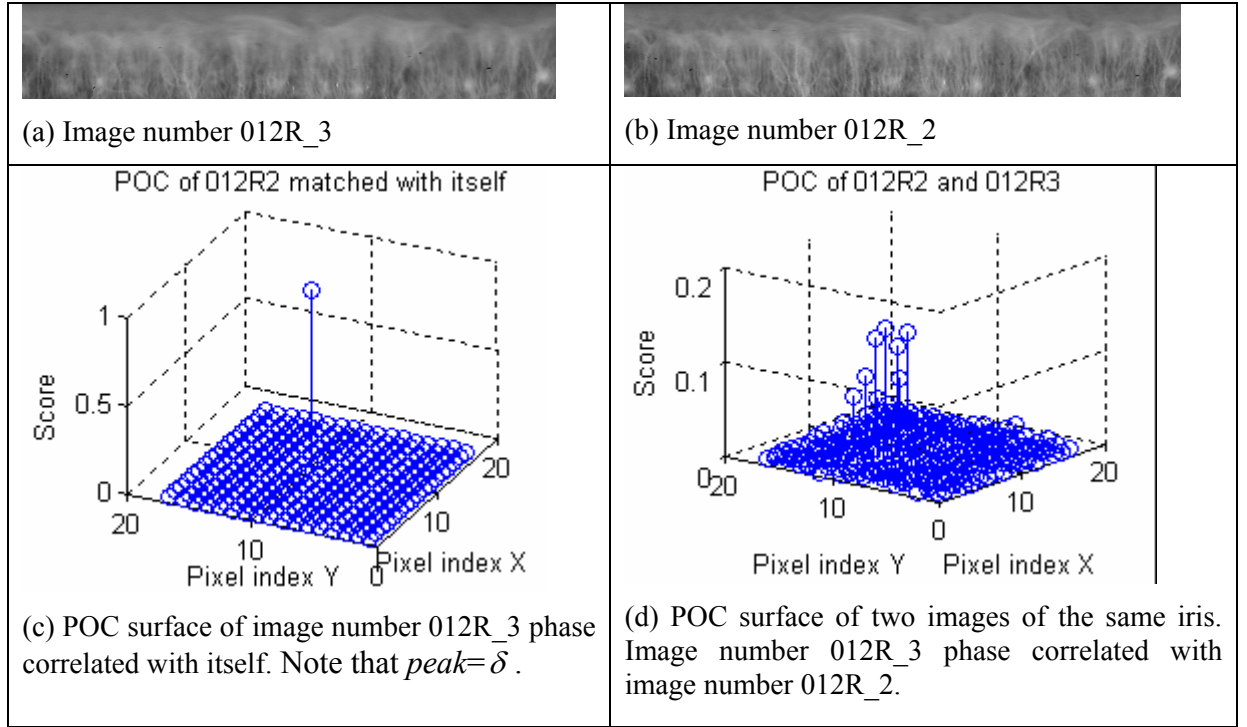 (a) Image number 012R_3
(b) Image number 012R_2
POC of 012R2 matched with itself
1
0.5
0
Score
20
10
0
Pixel index Y
20
10
Pixel index X
(c) POC surface of image number 012R_3 phase
correlated with itself. Note that peak=δ .
POC of 012R2 and 012R3
0.2
0.1
0
Score
20
10
0
Pixel index Y
20
10
Pixel index X
(d) POC surface of two images of the same iris.
Image number 012R_3 phase correlated with
image number 012R_2.